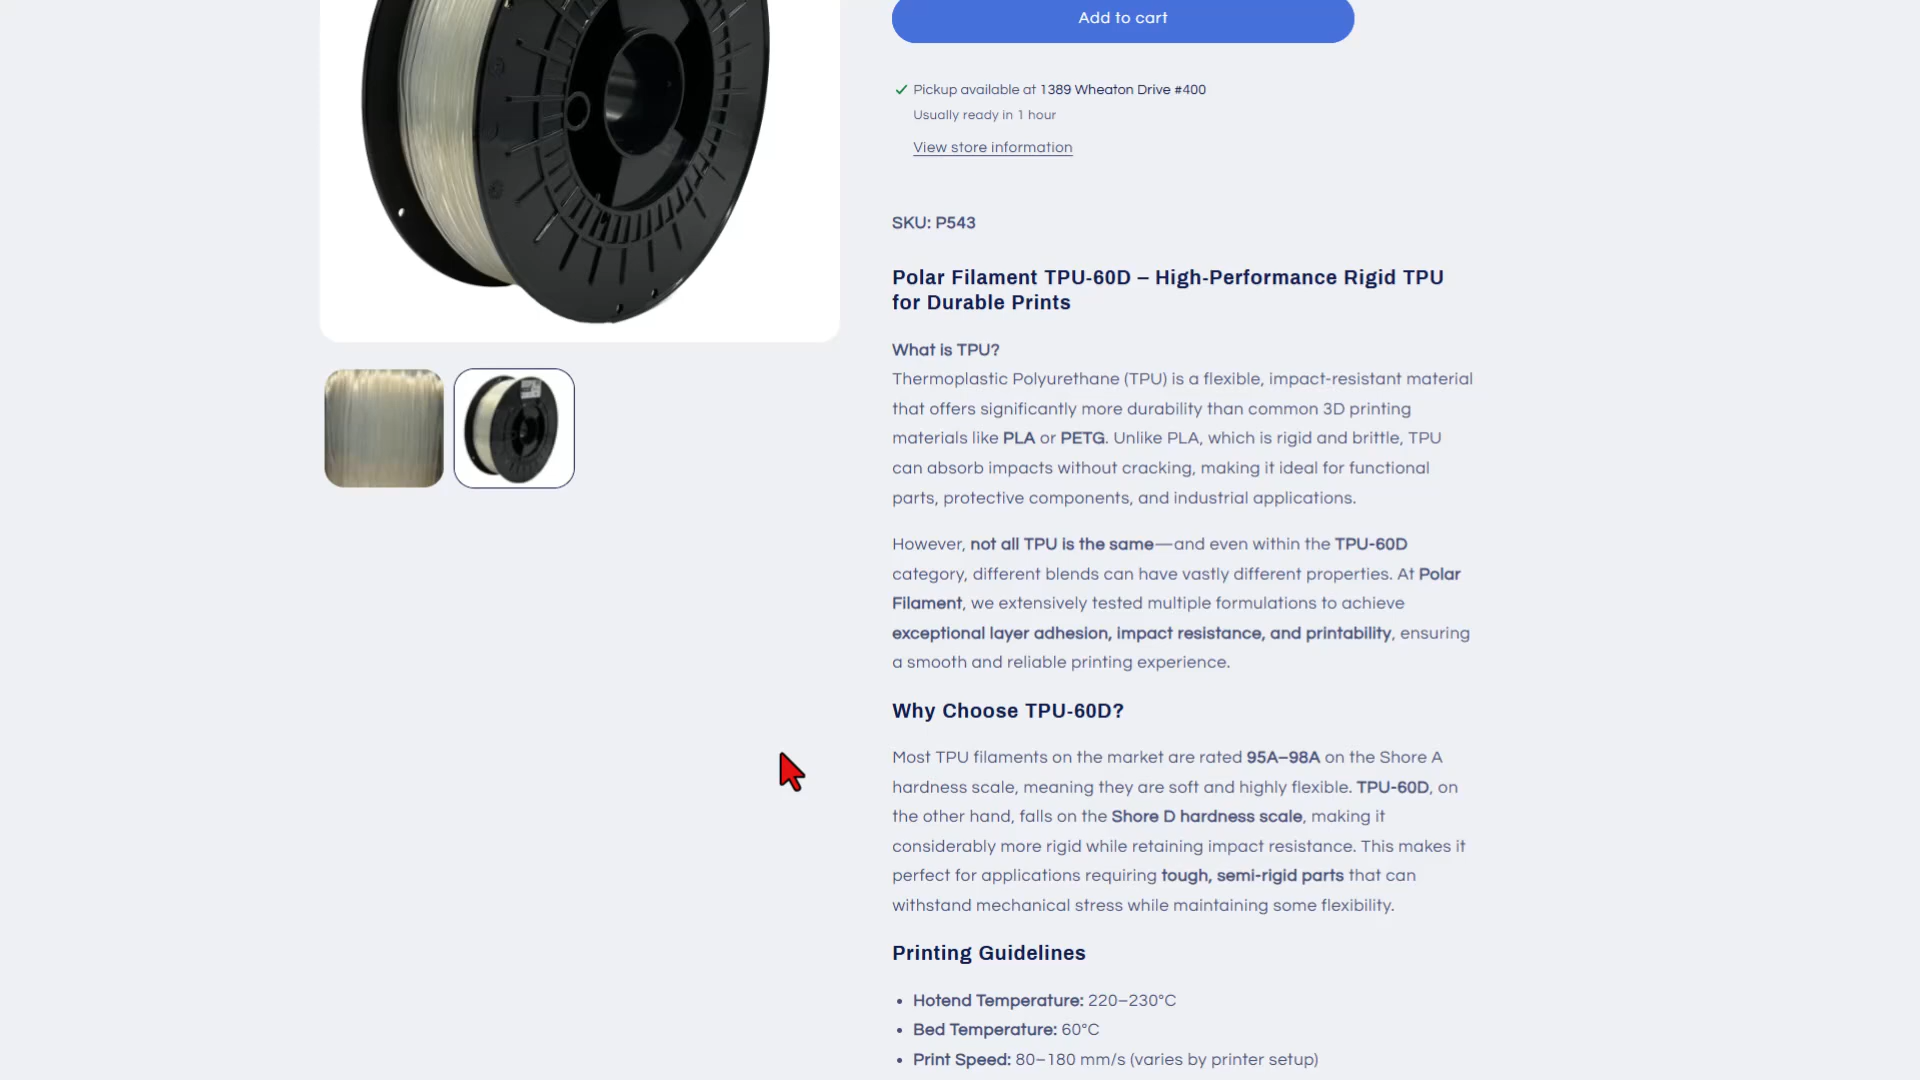 Add to cart
Pickup available at 1389 Wheaton Drive #400
Usually ready in 1 hour
View store information
SKU: P543
Polar Filament TPU-60D – High-Performance Rigid TPU
for Durable Prints
What is TPU?
Thermoplastic Polyurethane (TPU) is a flexible, impact-resistant material
that offers significantly more durability than common 3D printing
materials like PLA or PETG. Unlike PLA, which is rigid and brittle, TPU
can absorb impacts without cracking, making it ideal for functional
parts, protective components, and industrial applications.
However, not all TPU is the same—and even within the TPU-60D
category, different blends can have vastly different properties. At Polar
Filament, we extensively tested multiple formulations to achieve
exceptional layer adhesion, impact resistance, and printability, ensuring
a smooth and reliable printing experience.
Why Choose TPU-60D?
Most TPU filaments on the market are rated 95A–98A on the Shore A
hardness scale, meaning they are soft and highly flexible. TPU-60D, on
the other hand, falls on the Shore D hardness scale, making it
considerably more rigid while retaining impact resistance. This makes it
perfect for applications requiring tough, semi-rigid parts that can
withstand mechanical stress while maintaining some flexibility.
Printing Guidelines
• Hotend Temperature: 220–230°C
• Bed Temperature: 60°C
• Print Speed: 80–180 mm/s (varies by printer setup)